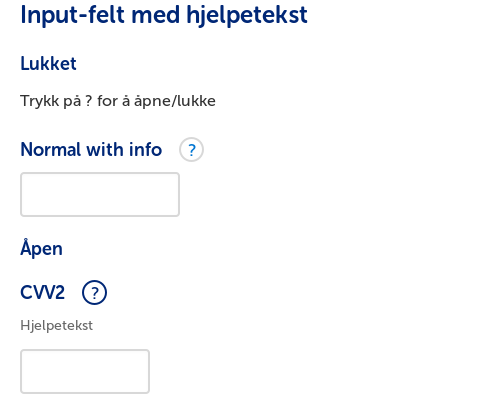 Input-felt med hjelpetekst
Lukket
Trykk på ? for å åpne/lukke
Normal with info ?
Åpen
CVV2 ?
Hjelpetekst